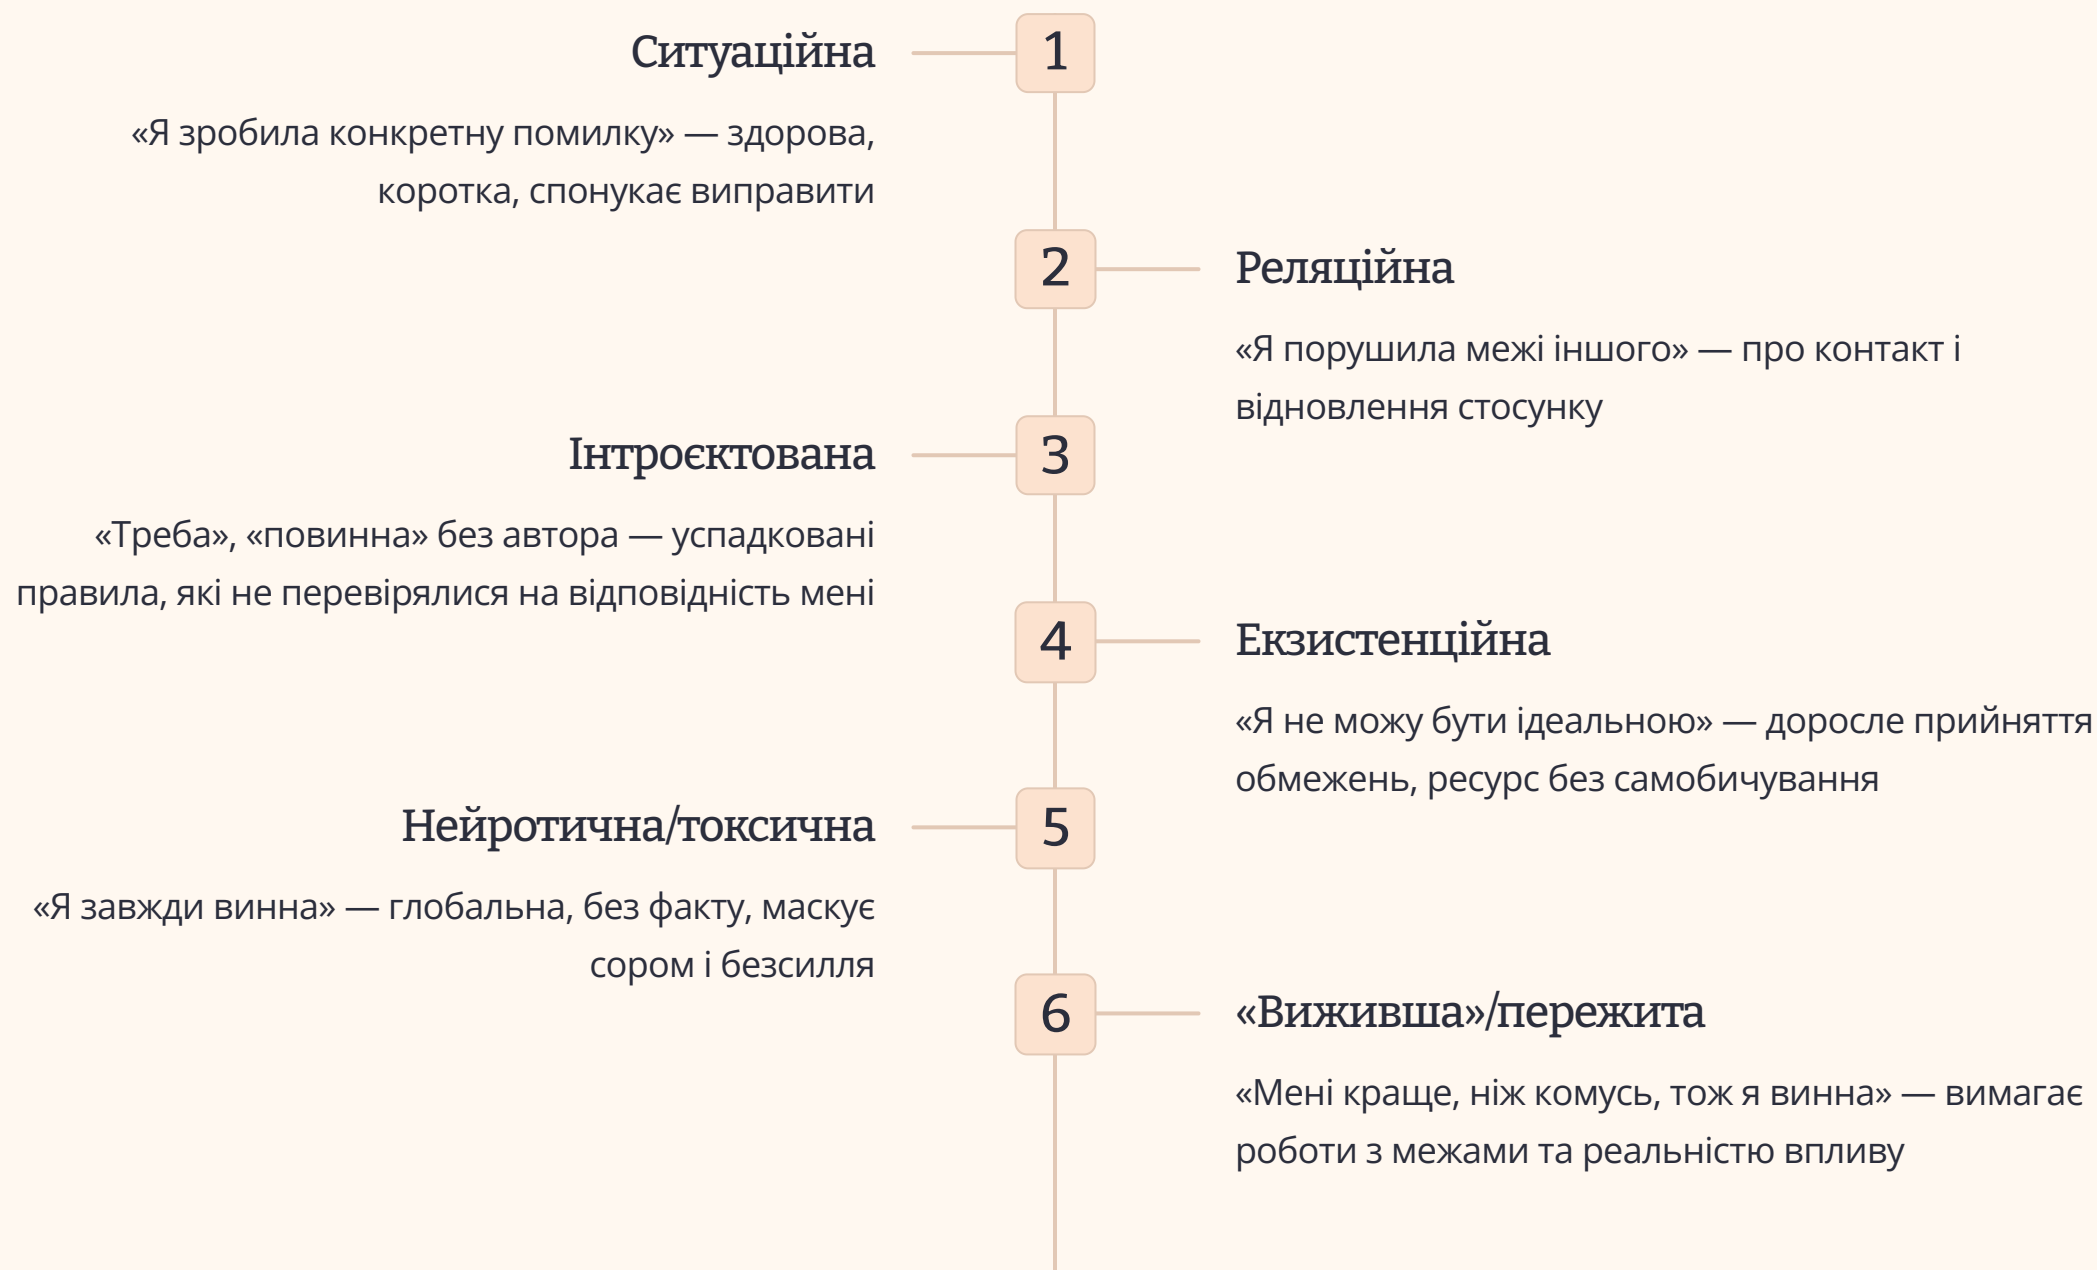 Ситуаційна
1
«Я зробила конкретну помилку» — здорова,
коротка, спонукає виправити
2
Реляційна
«Я порушила межі іншого» — про контакт і
відновлення стосунку
Інтроєктована
3
«Треба», «повинна» без автора — успадковані
правила, які не перевірялися на відповідність мені
4
Екзистенційна
«Я не можу бути ідеальною» — доросле прийняття
обмежень, ресурс без самобичування
Нейротична/токсична
5
«Я завжди винна» — глобальна, без факту, маскує
сором і безсилля
6
«Виживша»/пережита
«Мені краще, ніж комусь, тож я винна» — вимагає
роботи з межами та реальністю впливу